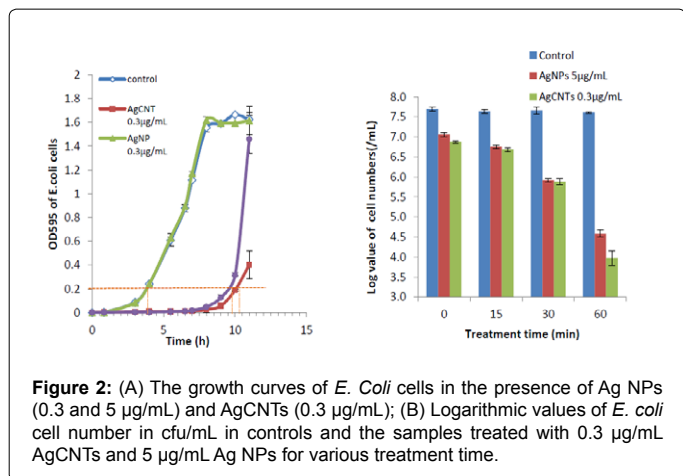 2
1.8
1.6
1.4
1.2
1
0.8
0.6
0.4
0.2
0
OD595 of E.coli cells
control
AgCNT
0.3µg/mL
AgNP
0.3µg/mL
0
5
10
15
Time (h)
Control
AgNPs 5µg/mL
AgCNTs 0.3µg/mL
8.0
7.5
7.0
6.5
6.0
5.5
5.0
4.5
4.0
3.5
3.0
Log value of cell numbers(/mL)
0
15
30
60
Treatment time (min)
Figure 2: (A) The growth curves of E. Coli cells in the presence of Ag NPs
(0.3 and 5 µg/mL) and AgCNTs (0.3 µg/mL); (B) Logarithmic values of E. coli
cell number in cfu/mL in controls and the samples treated with 0.3 µg/mL
AgCNTs and 5 µg/mL Ag NPs for various treatment time.